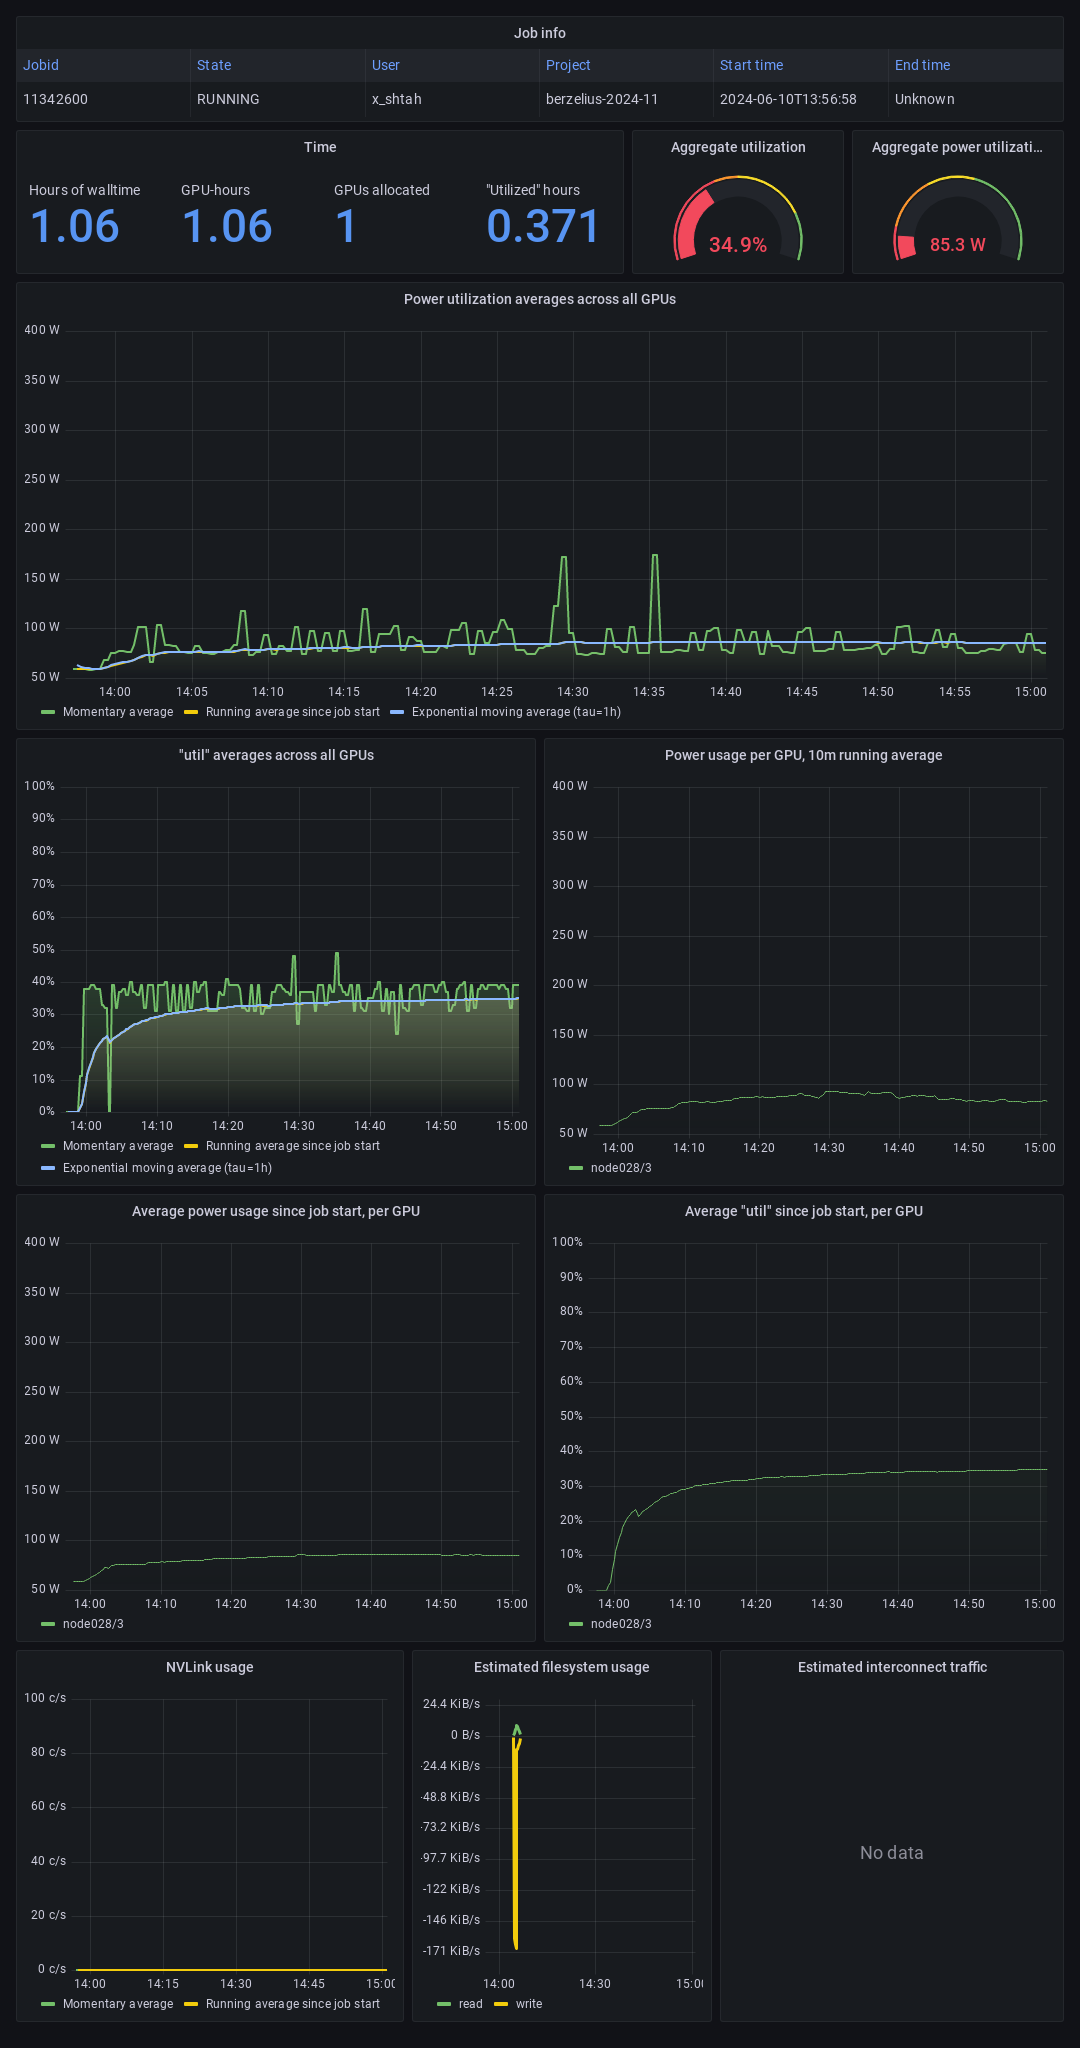 Job info
Jobid State User Project Start time End time
11342600 RUNNING x_shtah berzelius-2024-11 2024-06-10T13:56:58 Unknown
Time
Hours of walltime GPU-hours GPUs allocated "Utilized" hours
1.06 1.06 1 0.371
Aggregate utilization
34.9%
Aggregate power utilizati...
85.3 W
Power utilization averages across all GPUs
400 W
350 W
300 W
250 W
200 W
150 W
100 W
50 W
14:00 14:05 14:10 14:15 14:20 14:25 14:30 14:35 14:40 14:45 14:50 14:55 15:00
Momentary average Running average since job start Exponential moving average (tau=1h)
"util" averages across all GPUs
100%
90%
80%
70%
60%
50%
40%
30%
20%
10%
0%
14:00 14:10 14:20 14:30 14:40 14:50 15:00
Momentary average Running average since job start
Exponential moving average (tau=1h)
Power usage per GPU, 10m running average
400 W
350 W
300 W
250 W
200 W
150 W
100 W
50 W
14:00 14:10 14:20 14:30 14:40 14:50 15:00
node028/3
Average power usage since job start, per GPU
400 W
350 W
300 W
250 W
200 W
150 W
100 W
50 W
14:00 14:10 14:20 14:30 14:40 14:50 15:00
node028/3
Average "util" since job start, per GPU
100%
90%
80%
70%
60%
50%
40%
30%
20%
10%
0%
14:00 14:10 14:20 14:30 14:40 14:50 15:00
node028/3
NVLink usage
100 c/s
80 c/s
60 c/s
40 c/s
20 c/s
0 c/s
14:00 14:15 14:30 14:45 15:00
Momentary average Running average since job start
Estimated filesystem usage
24.4 KiB/s
0 B/s
-24.4 KiB/s
-48.8 KiB/s
-73.2 KiB/s
-97.7 KiB/s
-122 KiB/s
-146 KiB/s
-171 KiB/s
14:00 14:30 15:00
read write
Estimated interconnect traffic
No data